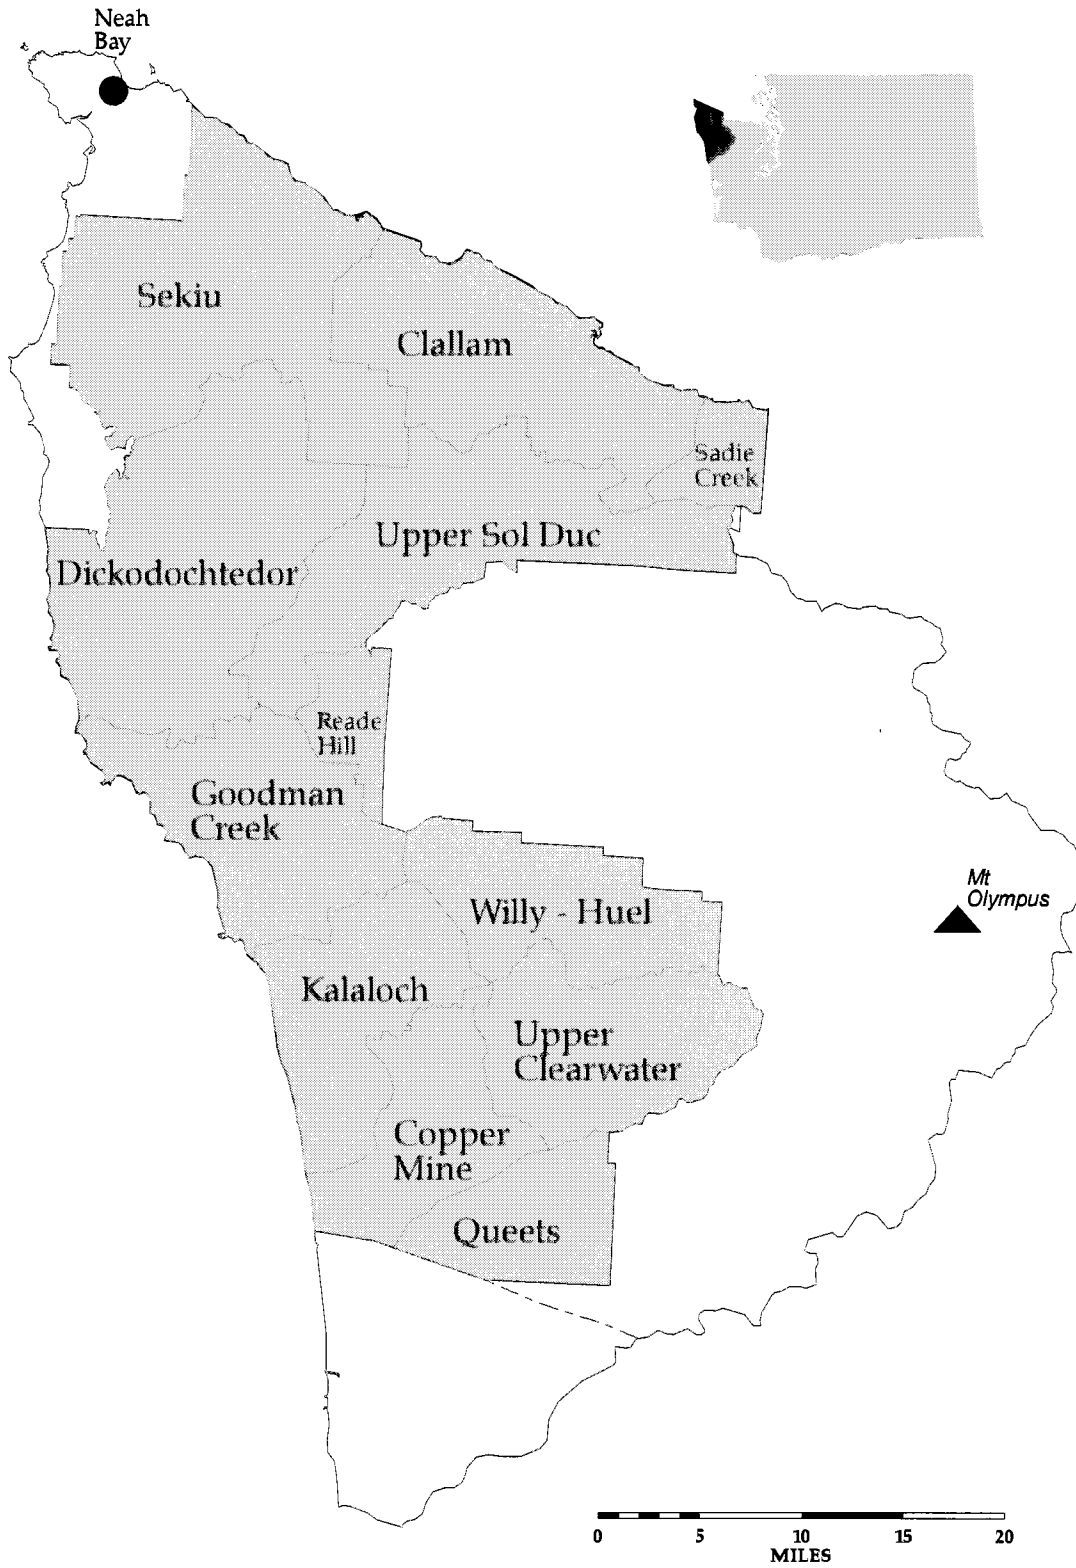 Neah
Bay
Sekiu
Clallam
Sadie
Creek
Upper Sol Duc
Dickodochtedor
Reade
Hill
Goodman
Creek
Mt
Olympus
Willy - Huel
Kalaloch
Upper
Clearwater
Copper
Mine
Queets
0 5 10 15 20
MILES